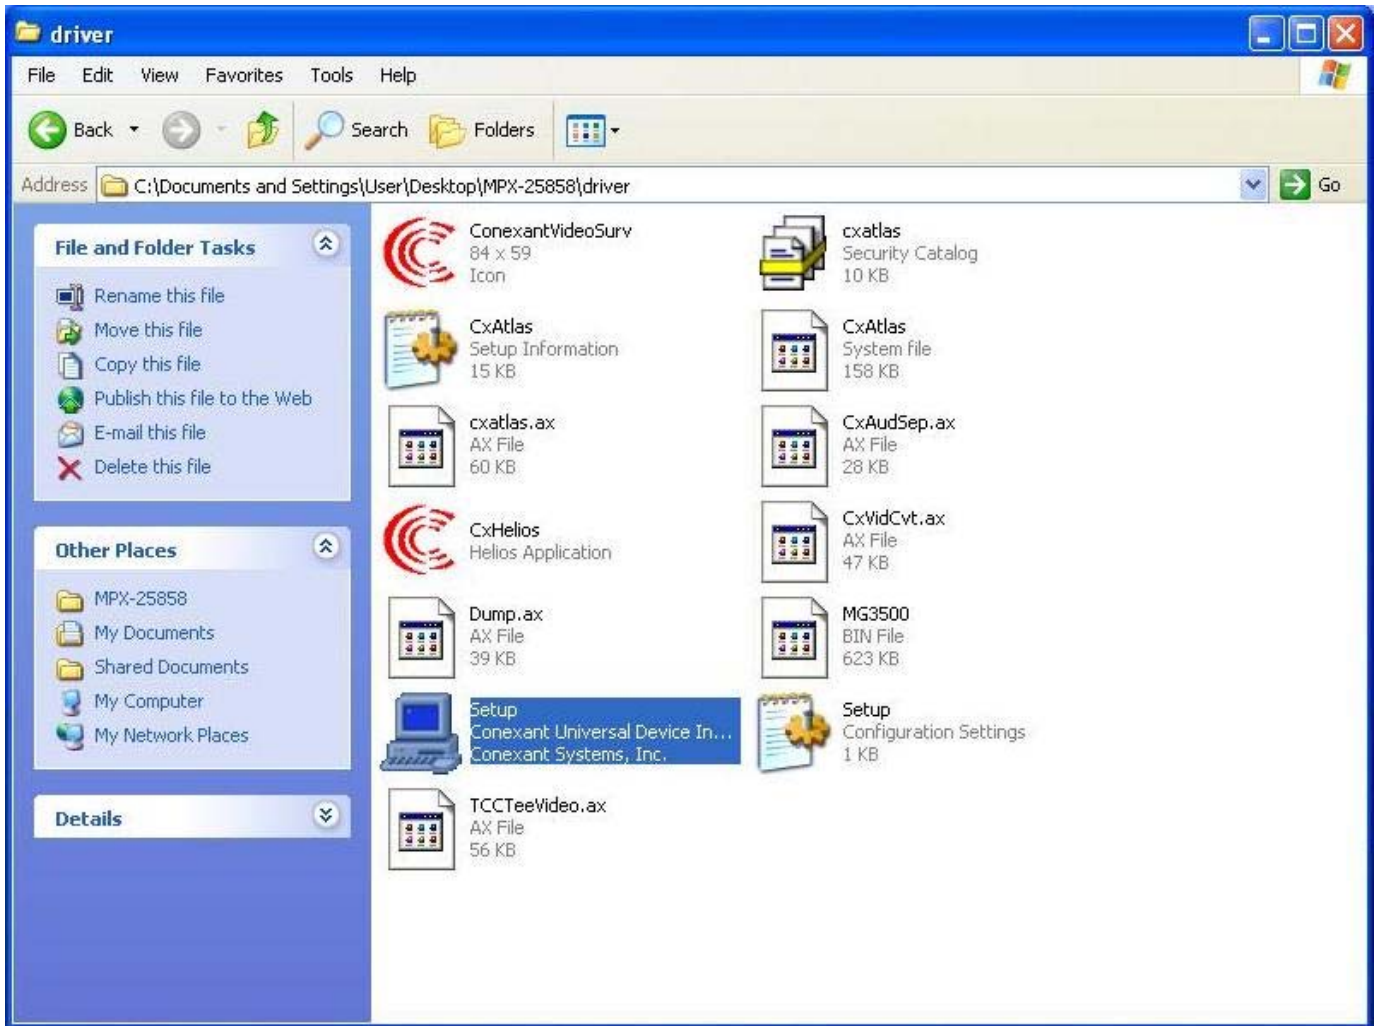 driver
File Edit View Favorites Tools Help
Back Search Folders
Address C:\Documents and Settings\User\Desktop\MPX-25858\driver Go
File and Folder Tasks
Rename this file
Move this file
Copy this file
Publish this file to the Web
E-mail this file
Delete this file
Other Places
MPX-25858
My Documents
Shared Documents
My Computer
My Network Places
Details
ConexantVideoSurv
84 x 59
Icon
cxatlas
Security Catalog
10 KB
CxAtlas
Setup Information
15 KB
CxAtlas
System file
158 KB
cxatlas.ax
AX File
60 KB
CxAudSep.ax
AX File
28 KB
CxHelios
Helios Application
CxVidCvt.ax
AX File
47 KB
Dump.ax
AX File
39 KB
MG3500
BIN File
623 KB
Setup
Conexant Universal Device In...
Conexant Systems, Inc.
Setup
Configuration Settings
1 KB
TCCTeeVideo.ax
AX File
56 KB